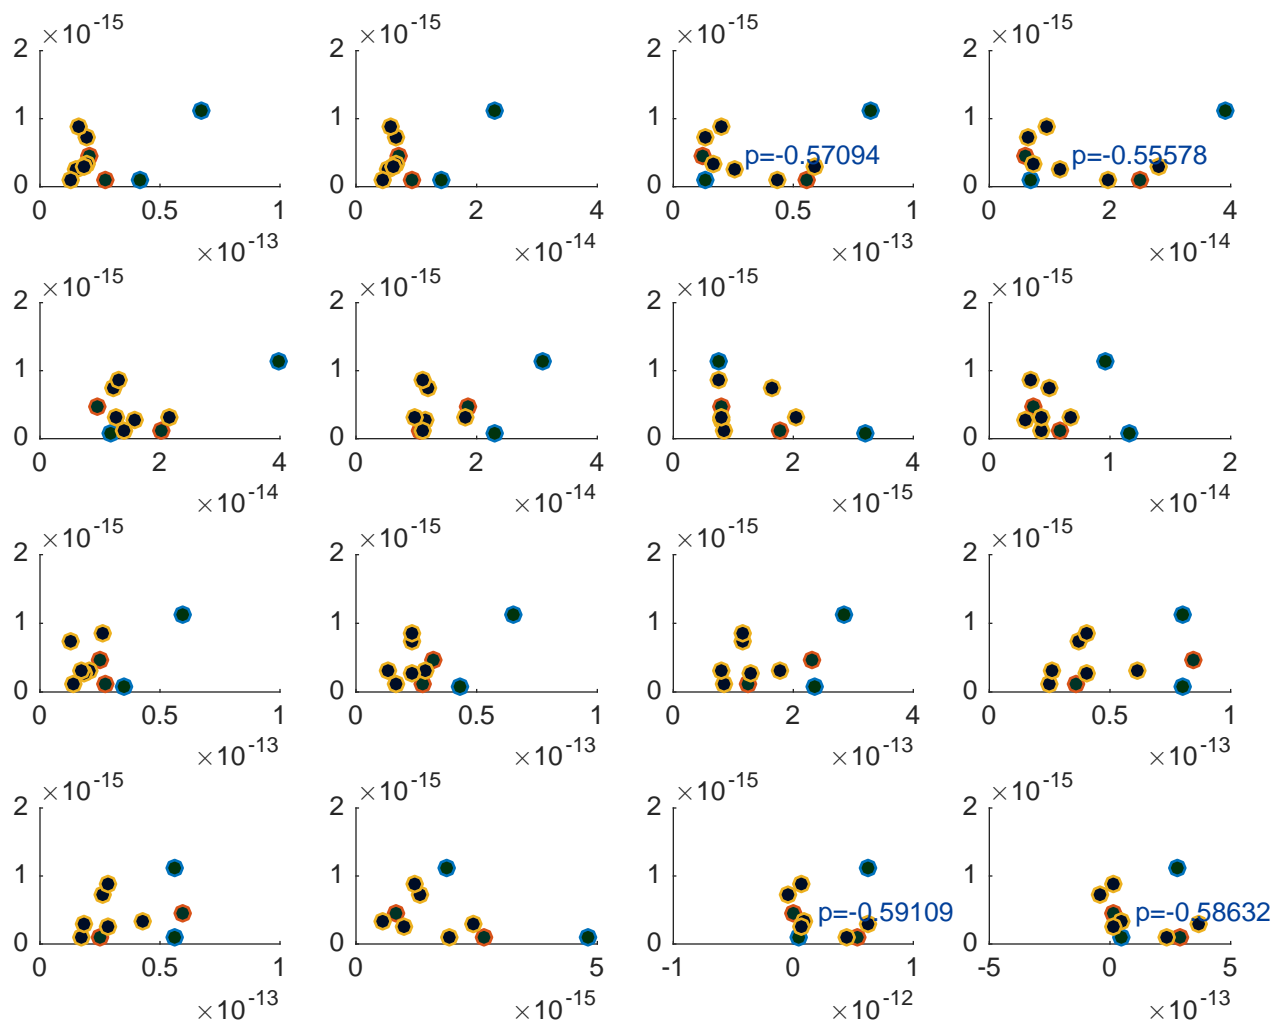 ×10-15 ×10-15 ×10-15 ×10-15
2 2 2 2
1 1 1 1
p=-0.57094 p=-0.55578
0 0 0 0
0 0.5 1 0 2 4 0 0.5 1 0 2 4
×10-13 ×10-14 ×10-13 ×10-14
×10-15 ×10-15 ×10-15 ×10-15
2 2 2 2
1 1 1 1
0 0 0 0
0 2 4 0 2 4 0 2 4 0 1 2
×10-14 ×10-14 ×10-15 ×10-14
×10-15 ×10-15 ×10-15 ×10-15
2 2 2 2
1 1 1 1
0 0 0 0
0 0.5 1 0 0.5 1 0 2 4 0 0.5 1
×10-13 ×10-13 ×10-13 ×10-13
×10-15 ×10-15 ×10-15 ×10-15
2 2 2 2
1 1 1 1
p=-0.59109 p=-0.58632
0 0 0 0
0 0.5 1 0 5 -1 0 1 -5 0 5
×10-13 ×10-15 ×10-12 ×10-13